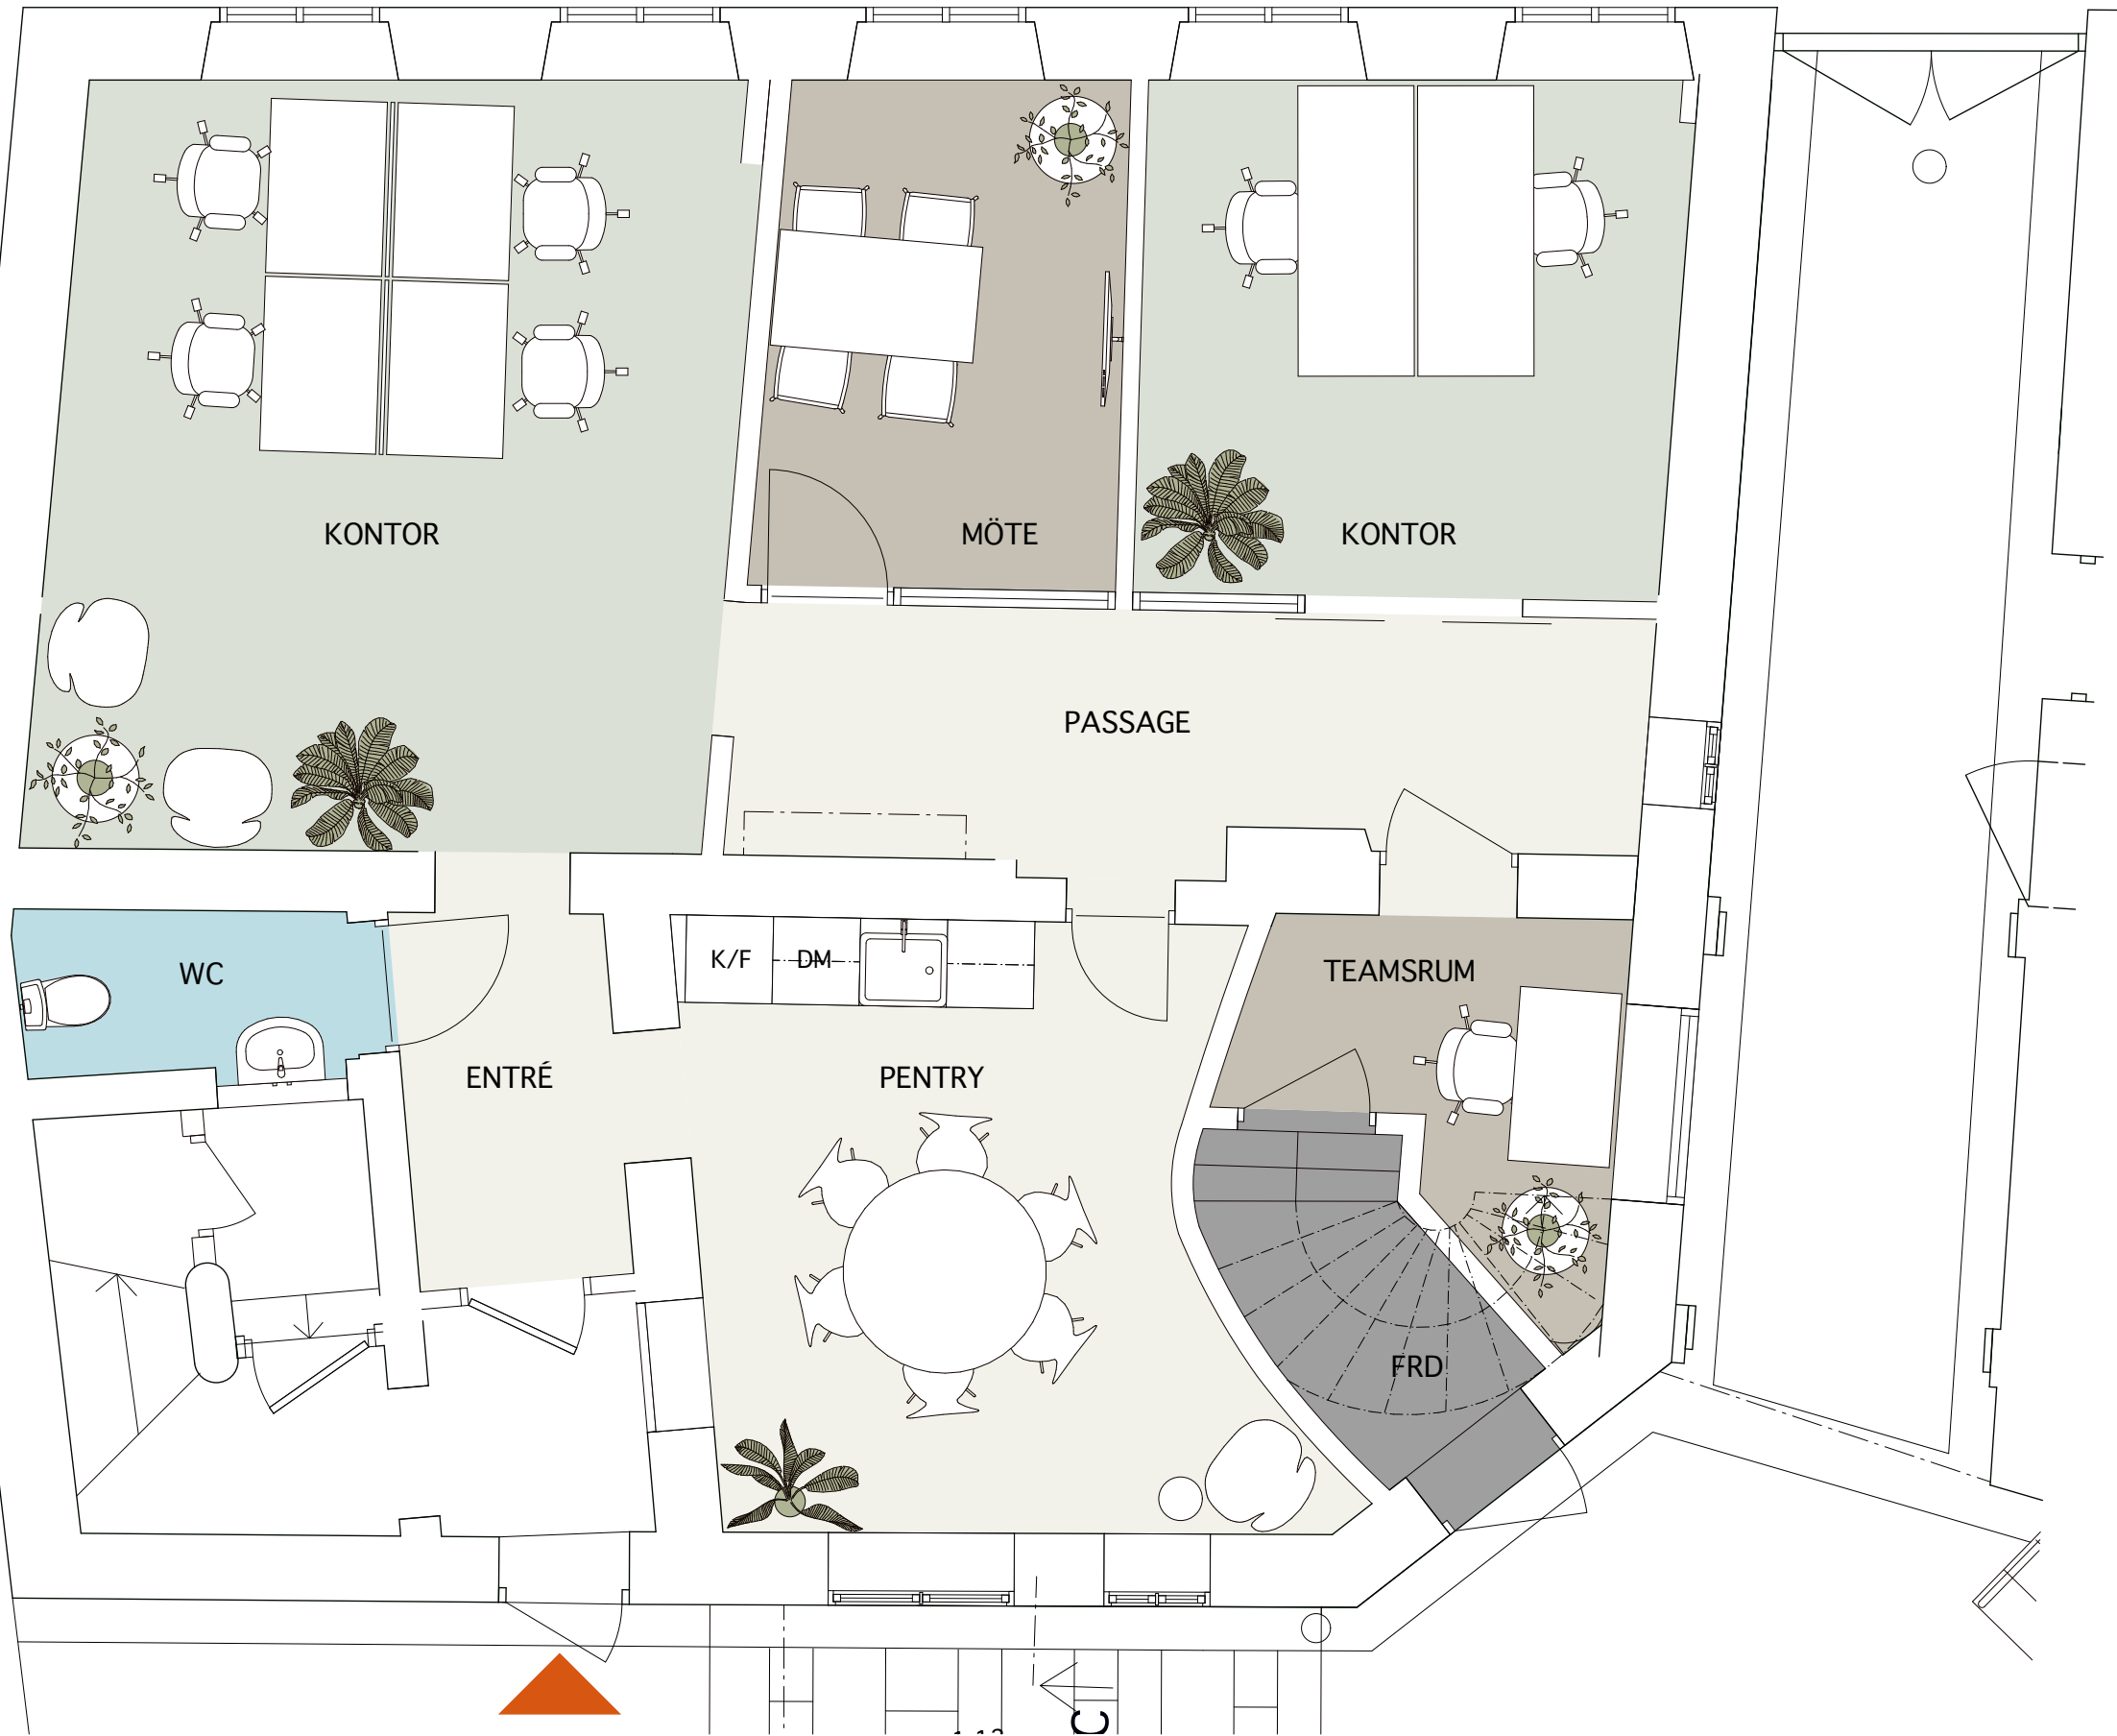 KONTOR
MÖTE
KONTOR
PASSAGE
K/F
DM
WC
TEAMSRUM
ENTRÉ
PENTRY
FRD
C